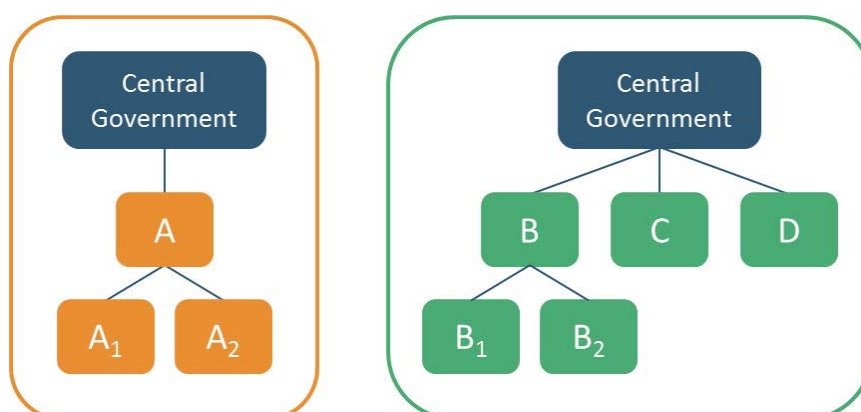 Central
Government
A
A₁ A₂
Central
Government
B C D
B₁ B₂